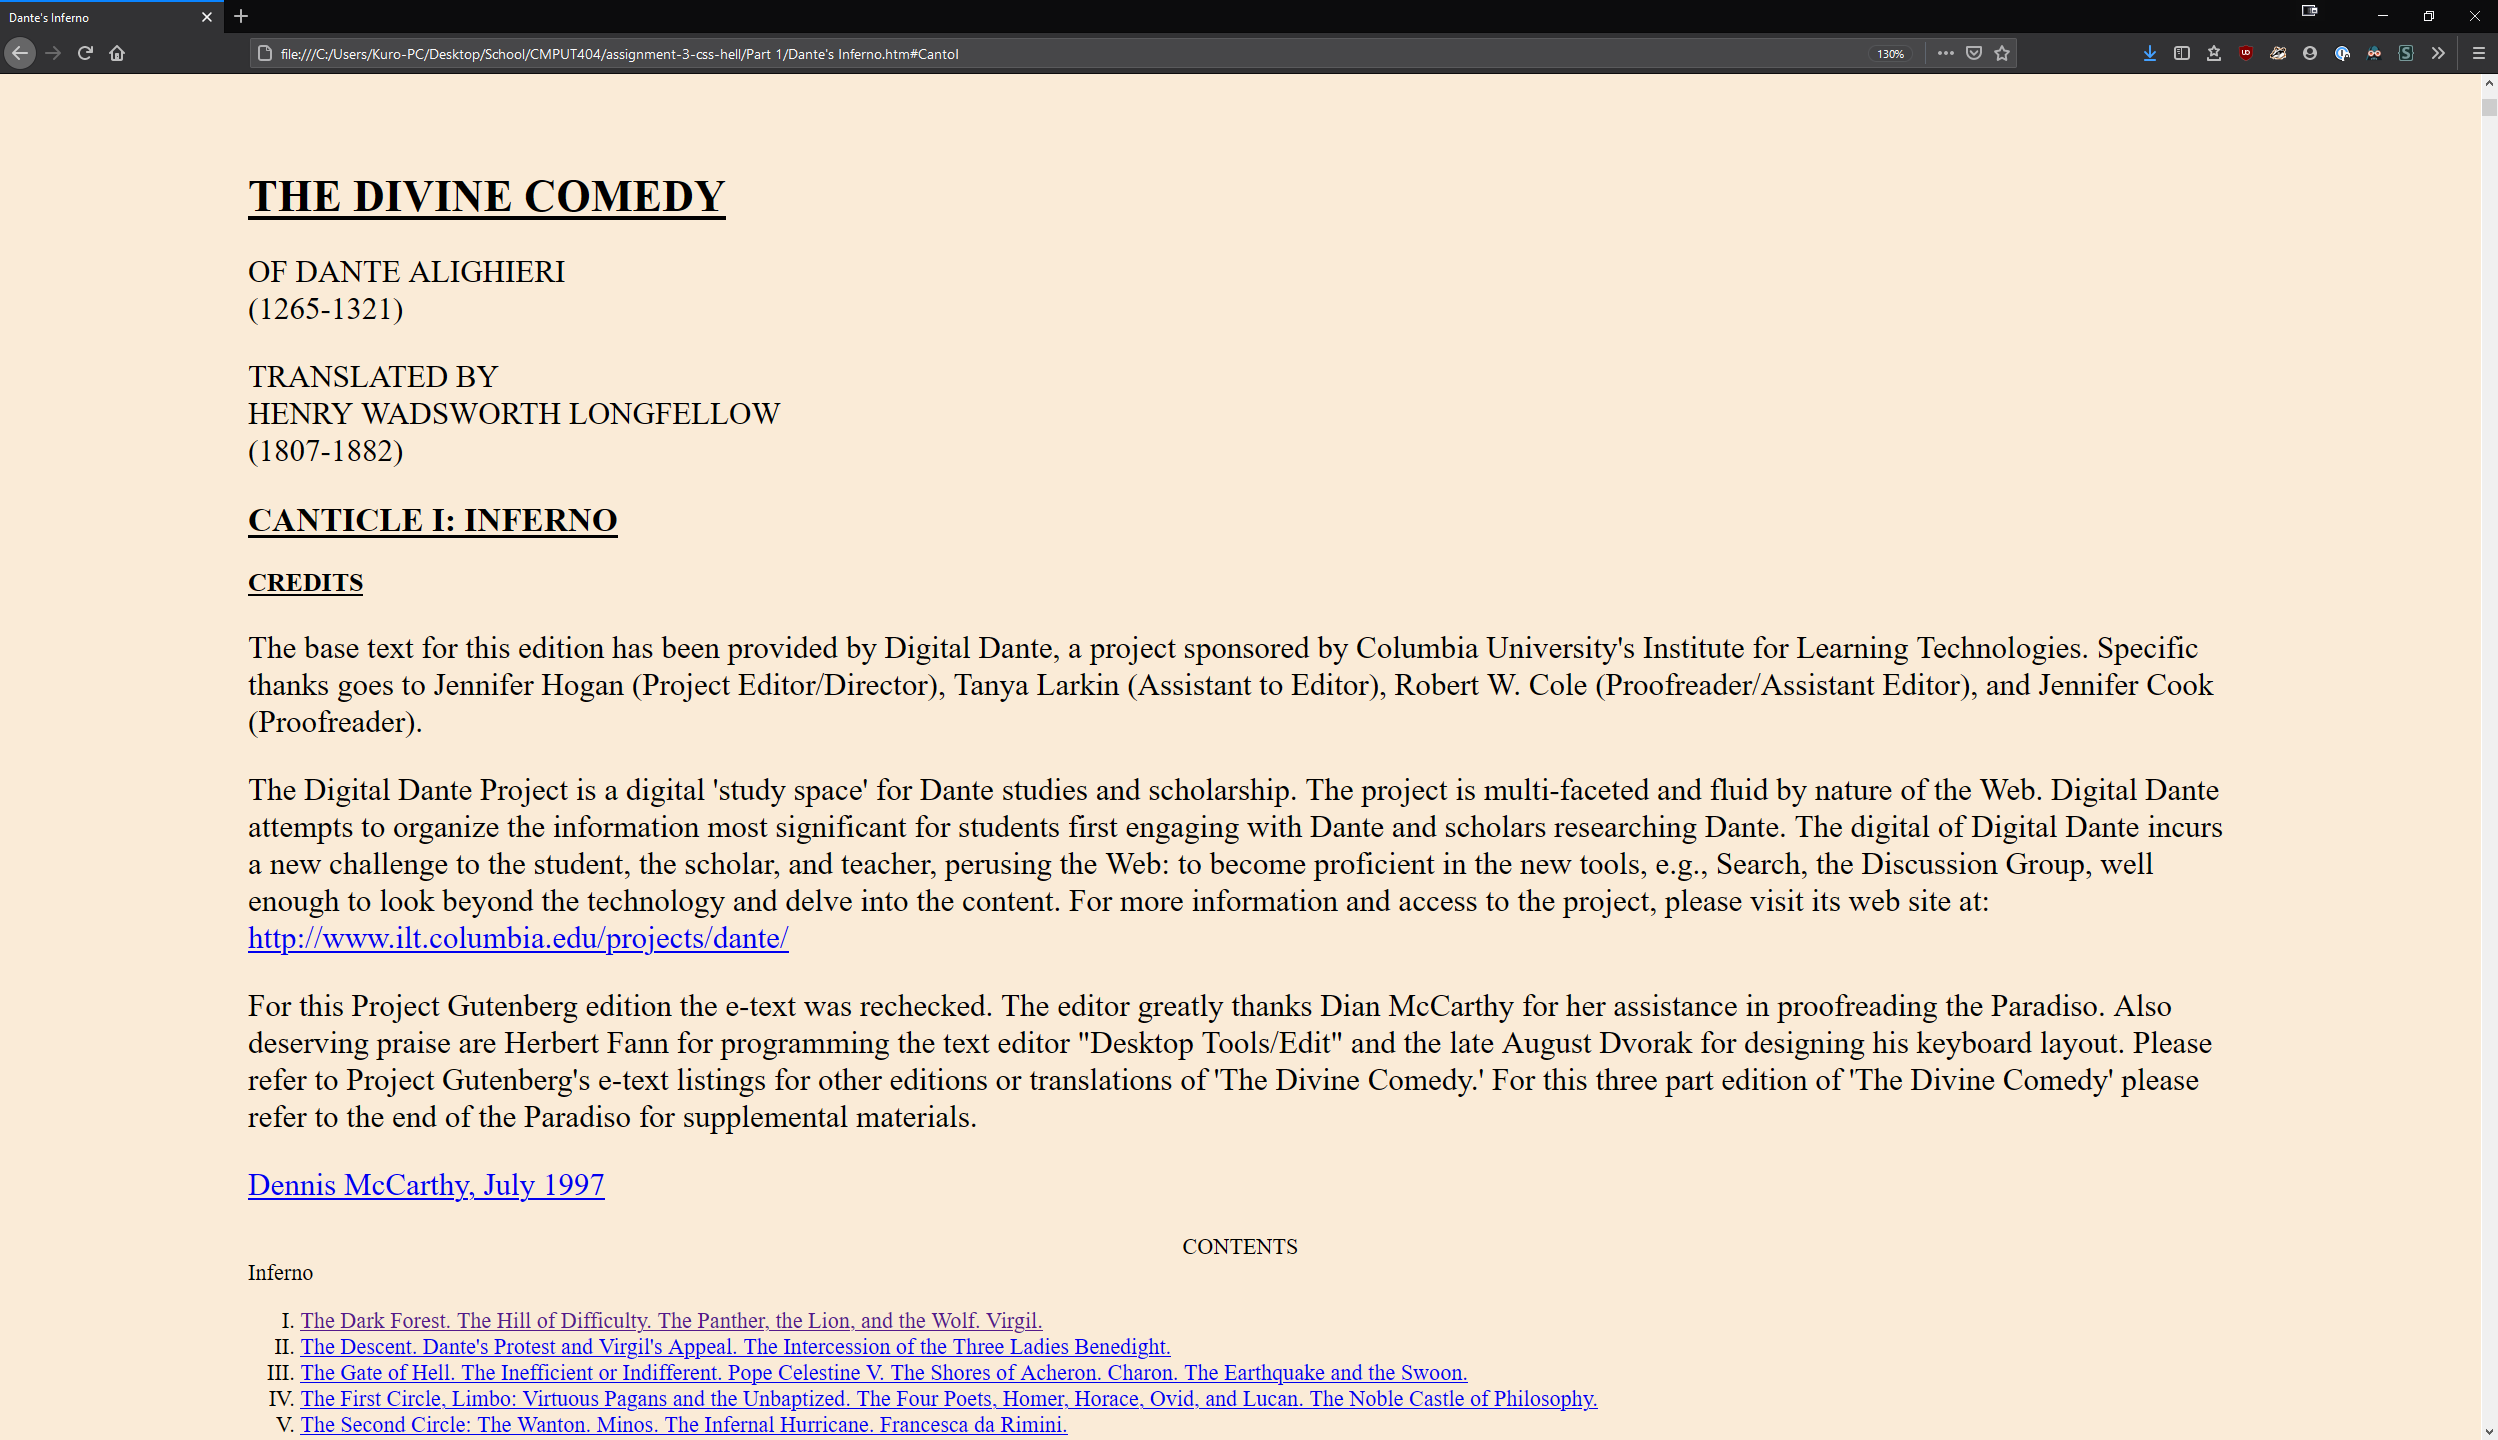 Dante's Inferno
file:///C:/Users/Kuro-PC/Desktop/School/CMPUT404/assignment-3-css-hell/Part 1/Dante's Inferno.htm#CantoI
130%
THE DIVINE COMEDY
OF DANTE ALIGHIERI
(1265-1321)
TRANSLATED BY
HENRY WADSWORTH LONGFELLOW
(1807-1882)
CANTICLE I: INFERNO
CREDITS
The base text for this edition has been provided by Digital Dante, a project sponsored by Columbia University's Institute for Learning Technologies. Specific
thanks goes to Jennifer Hogan (Project Editor/Director), Tanya Larkin (Assistant to Editor), Robert W. Cole (Proofreader/Assistant Editor), and Jennifer Cook
(Proofreader).
The Digital Dante Project is a digital 'study space' for Dante studies and scholarship. The project is multi-faceted and fluid by nature of the Web. Digital Dante
attempts to organize the information most significant for students first engaging with Dante and scholars researching Dante. The digital of Digital Dante incurs
a new challenge to the student, the scholar, and teacher, perusing the Web: to become proficient in the new tools, e.g., Search, the Discussion Group, well
enough to look beyond the technology and delve into the content. For more information and access to the project, please visit its web site at:
http://www.ilt.columbia.edu/projects/dante/
For this Project Gutenberg edition the e-text was rechecked. The editor greatly thanks Dian McCarthy for her assistance in proofreading the Paradiso. Also
deserving praise are Herbert Fann for programming the text editor "Desktop Tools/Edit" and the late August Dvorak for designing his keyboard layout. Please
refer to Project Gutenberg's e-text listings for other editions or translations of 'The Divine Comedy.' For this three part edition of 'The Divine Comedy' please
refer to the end of the Paradiso for supplemental materials.
Dennis McCarthy, July 1997
CONTENTS
Inferno
I. The Dark Forest. The Hill of Difficulty. The Panther, the Lion, and the Wolf. Virgil.
II. The Descent. Dante's Protest and Virgil's Appeal. The Intercession of the Three Ladies Benedight.
III. The Gate of Hell. The Inefficient or Indifferent. Pope Celestine V. The Shores of Acheron. Charon. The Earthquake and the Swoon.
IV. The First Circle, Limbo: Virtuous Pagans and the Unbaptized. The Four Poets, Homer, Horace, Ovid, and Lucan. The Noble Castle of Philosophy.
V. The Second Circle: The Wanton. Minos. The Infernal Hurricane. Francesca da Rimini.